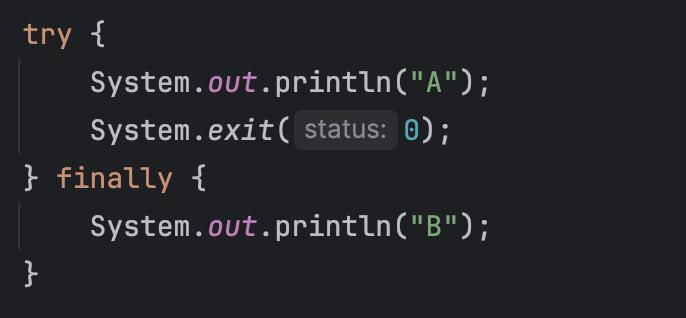 try {
    System.out.println("A");
    System.exit( status: 0);
} finally {
    System.out.println("B");
}